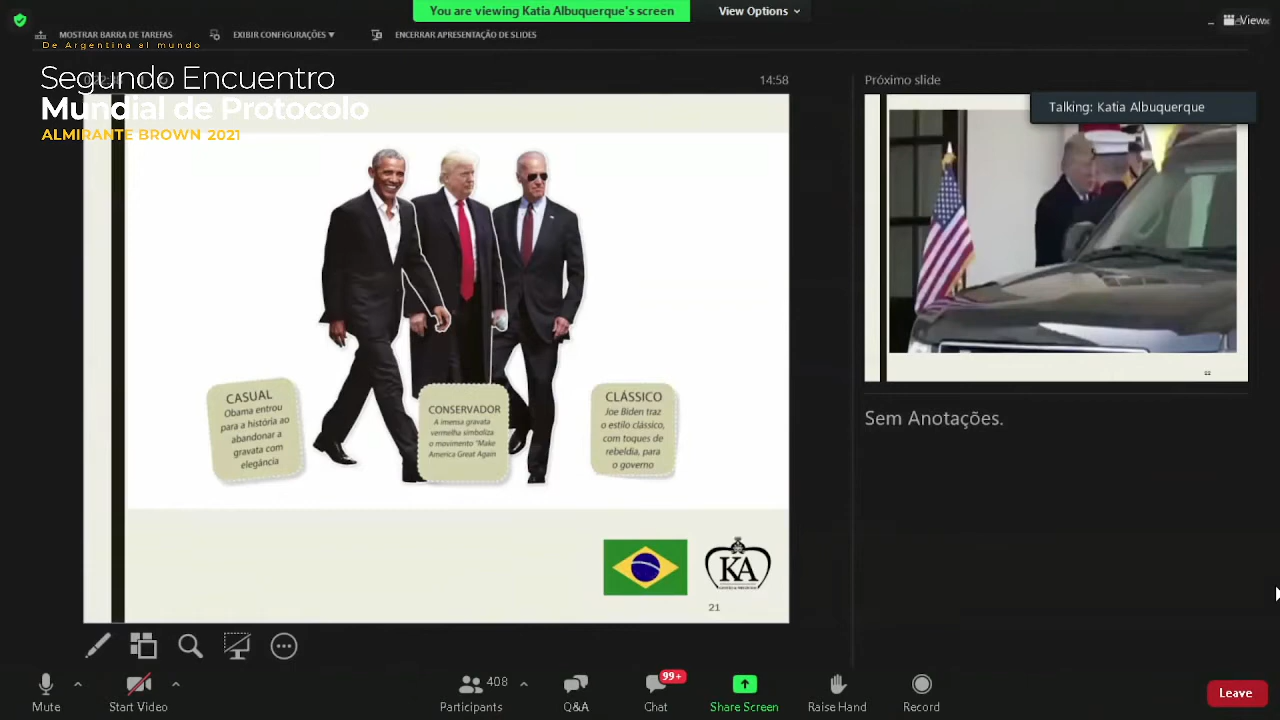 You are viewing Katia Albuquerque's screen
View Options
View
MOSTRAR BARRA DE TAREFAS
EXIBIR CONFIGURAÇÕES
ENCERRAR APRESENTAÇÃO DE SLIDES
De Argentina al mundo
Segundo Encuentro
Mundial de Protocolo
ALMIRANTE BROWN 2021
14:58
Próximo slide
Talking: Katia Albuquerque
CASUAL
Obama entrou
para a história ao
abandonar a
gravata com
elegância
CONSERVADOR
A imensa gravata
vermelha simboliza
o movimento "Make
America Great Again
CLÁSSICO
Joe Biden traz
o estilo clássico,
com toques de
rebeldia, para
o governo
Sem Anotações.
KA
21
22
Mute
Start Video
Participants
408
Q&A
Chat
99+
Share Screen
Raise Hand
Record
Leave